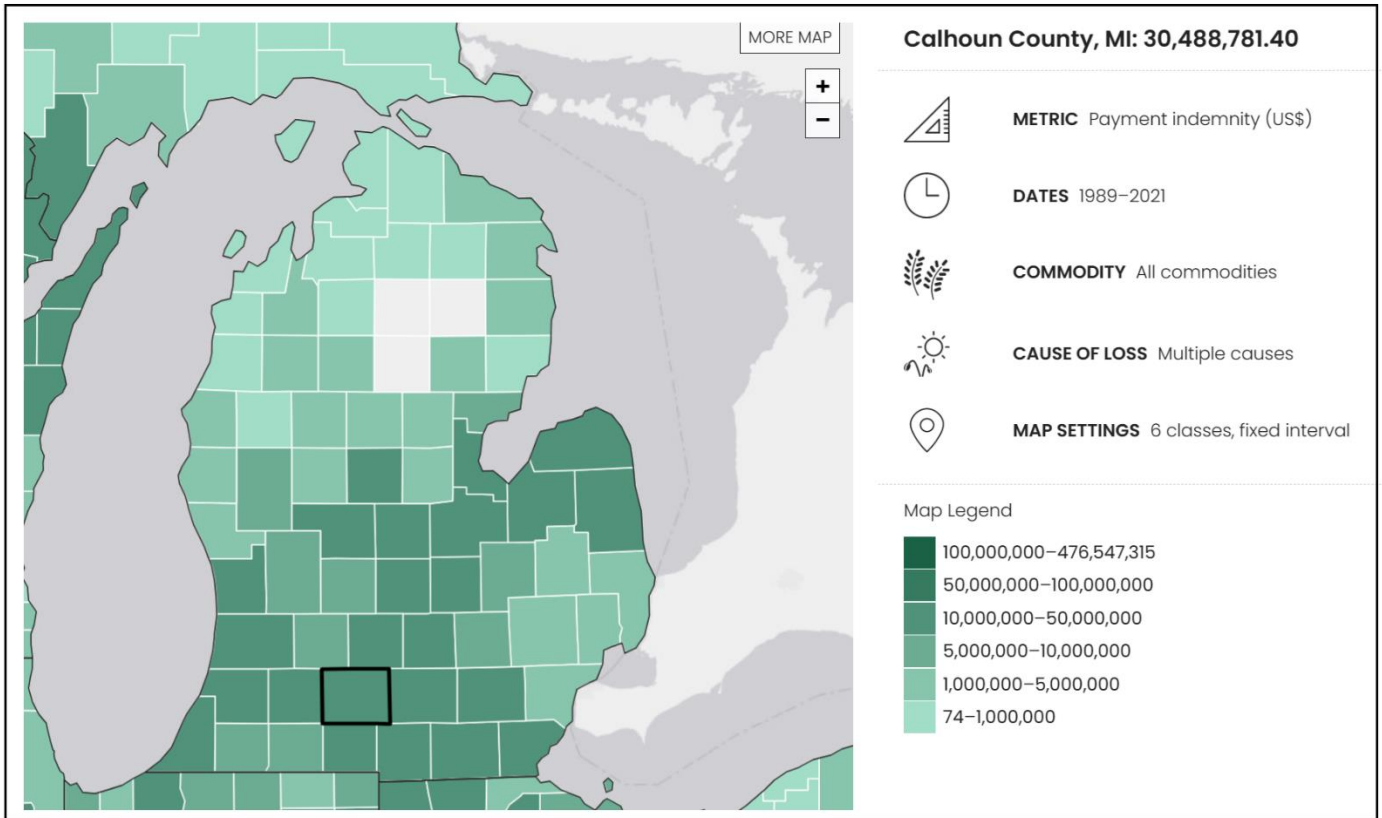 MORE MAP
+
−
Calhoun County, MI: 30,488,781.40
METRIC Payment indemnity (US$)
DATES 1989–2021
COMMODITY All commodities
CAUSE OF LOSS Multiple causes
MAP SETTINGS 6 classes, fixed interval
Map Legend
100,000,000–476,547,315
50,000,000–100,000,000
10,000,000–50,000,000
5,000,000–10,000,000
1,000,000–5,000,000
74–1,000,000